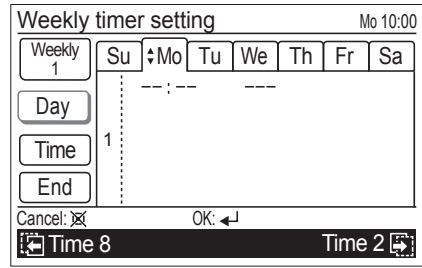 Weekly timer setting Mo 10:00
Weekly 1 Su Mo Tu We Th Fr Sa
--:-- ---
Day
Time 1
End
Cancel: OK:
Time 8 Time 2